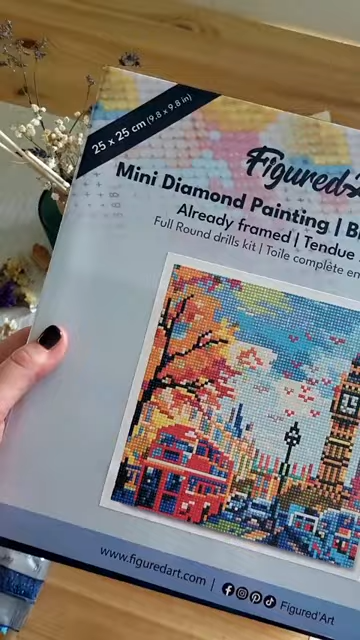 25 x 25 cm (9.8 x 9.8 in)
Figured'A
Mini Diamond Painting | B
Already framed | Tendue
Full Round drills kit | Toile complète en
www.figuredart.com | Figured'Art